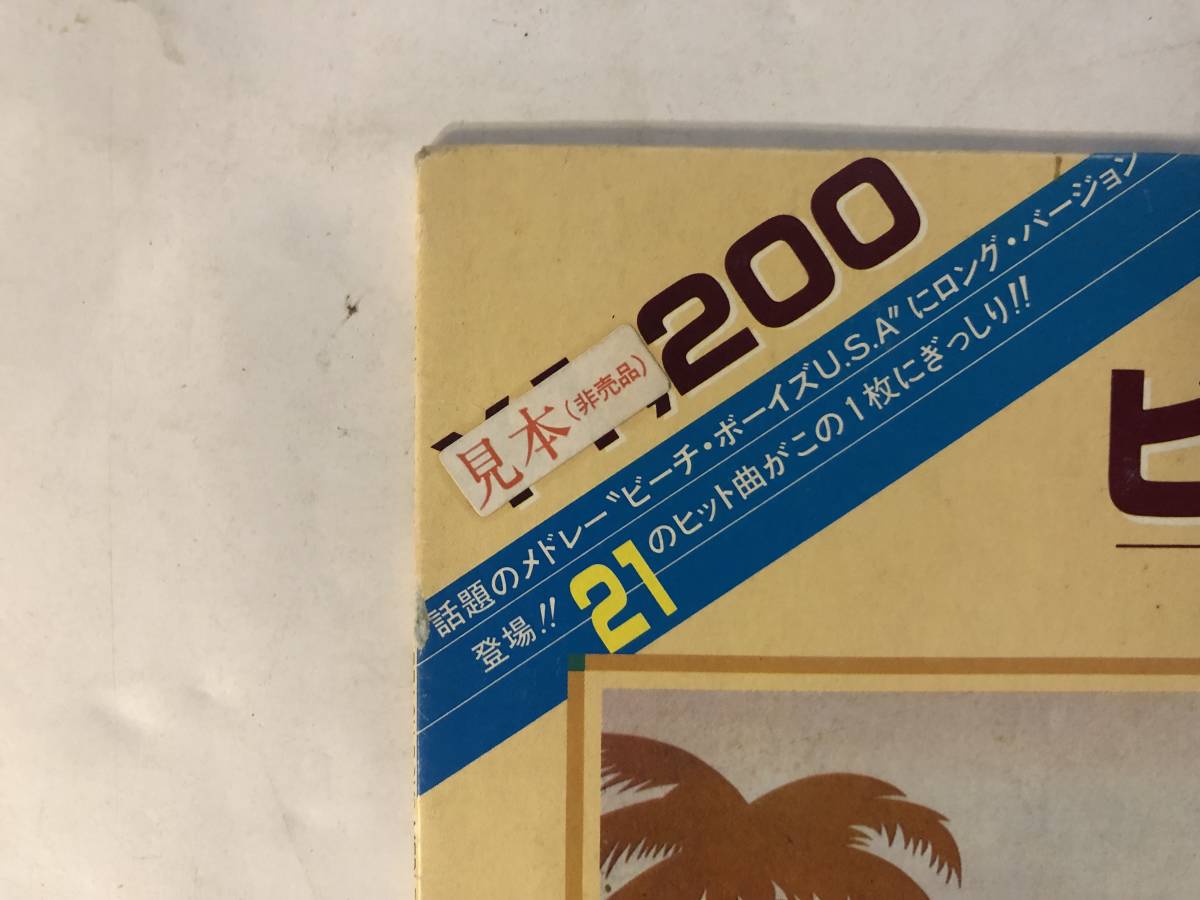 ,200
見本(非売品)
話題のメドレー“ビーチ・ボーイズU.S.A”にロング・バージョン
登場!! 21のヒット曲がこの1枚にぎっしり!!